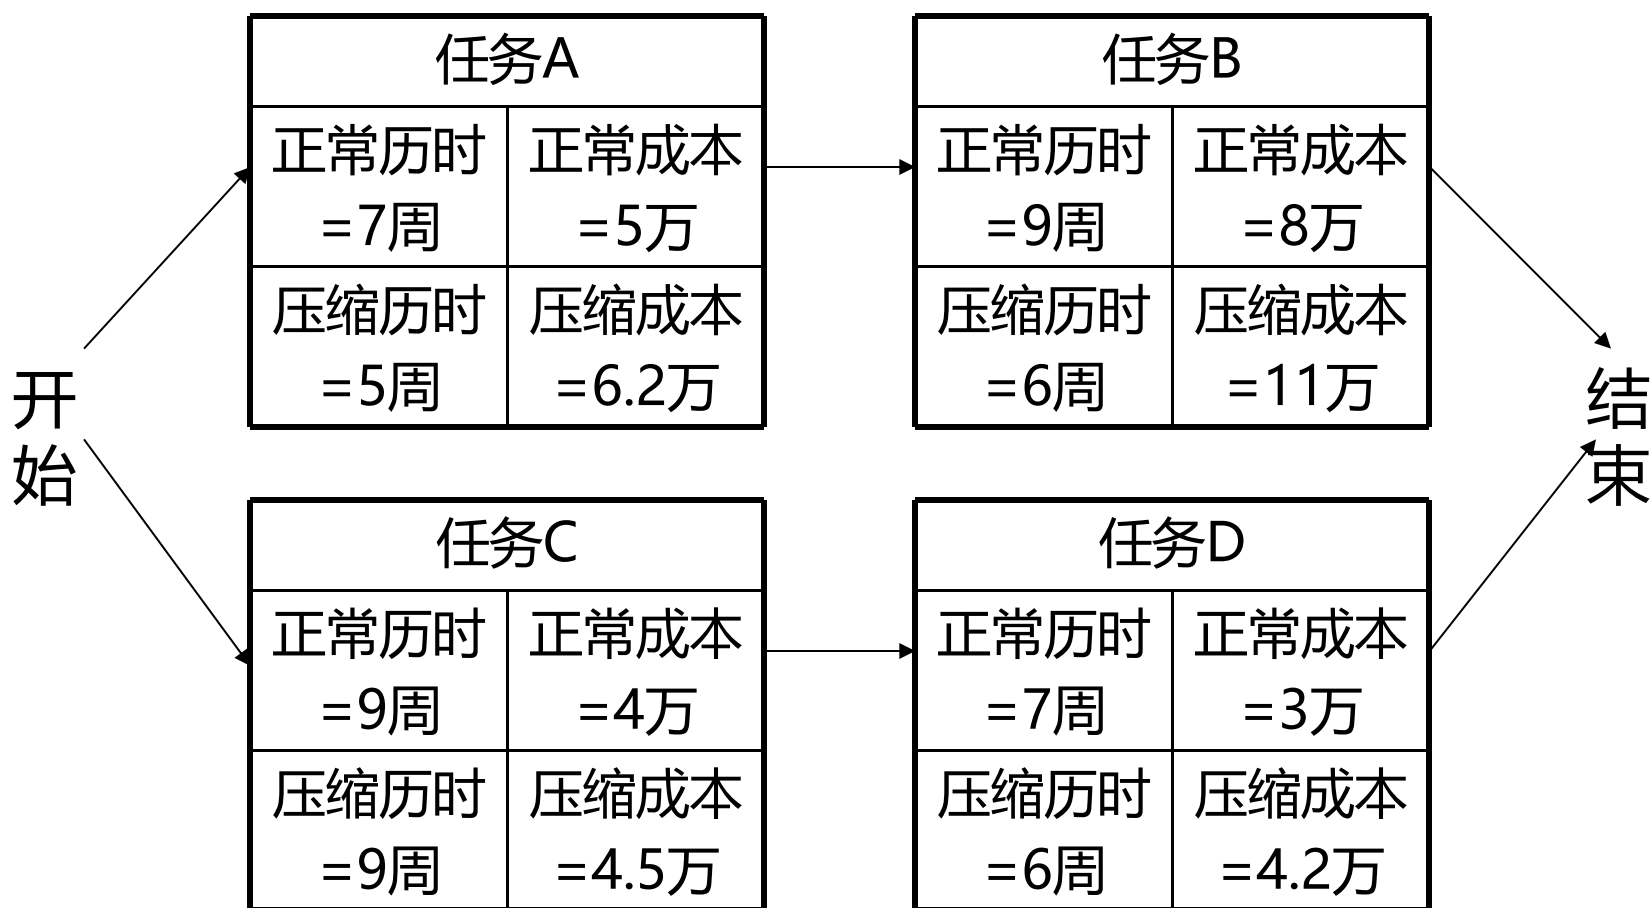 任务A
任务B
正常历时
=7周
正常成本
=5万
正常历时
=9周
正常成本
=8万
压缩历时
=5周
压缩成本
=6.2万
压缩历时
=6周
压缩成本
=11万
开
始
结
束
任务C
任务D
正常历时
=9周
正常成本
=4万
正常历时
=7周
正常成本
=3万
压缩历时
=9周
压缩成本
=4.5万
压缩历时
=6周
压缩成本
=4.2万